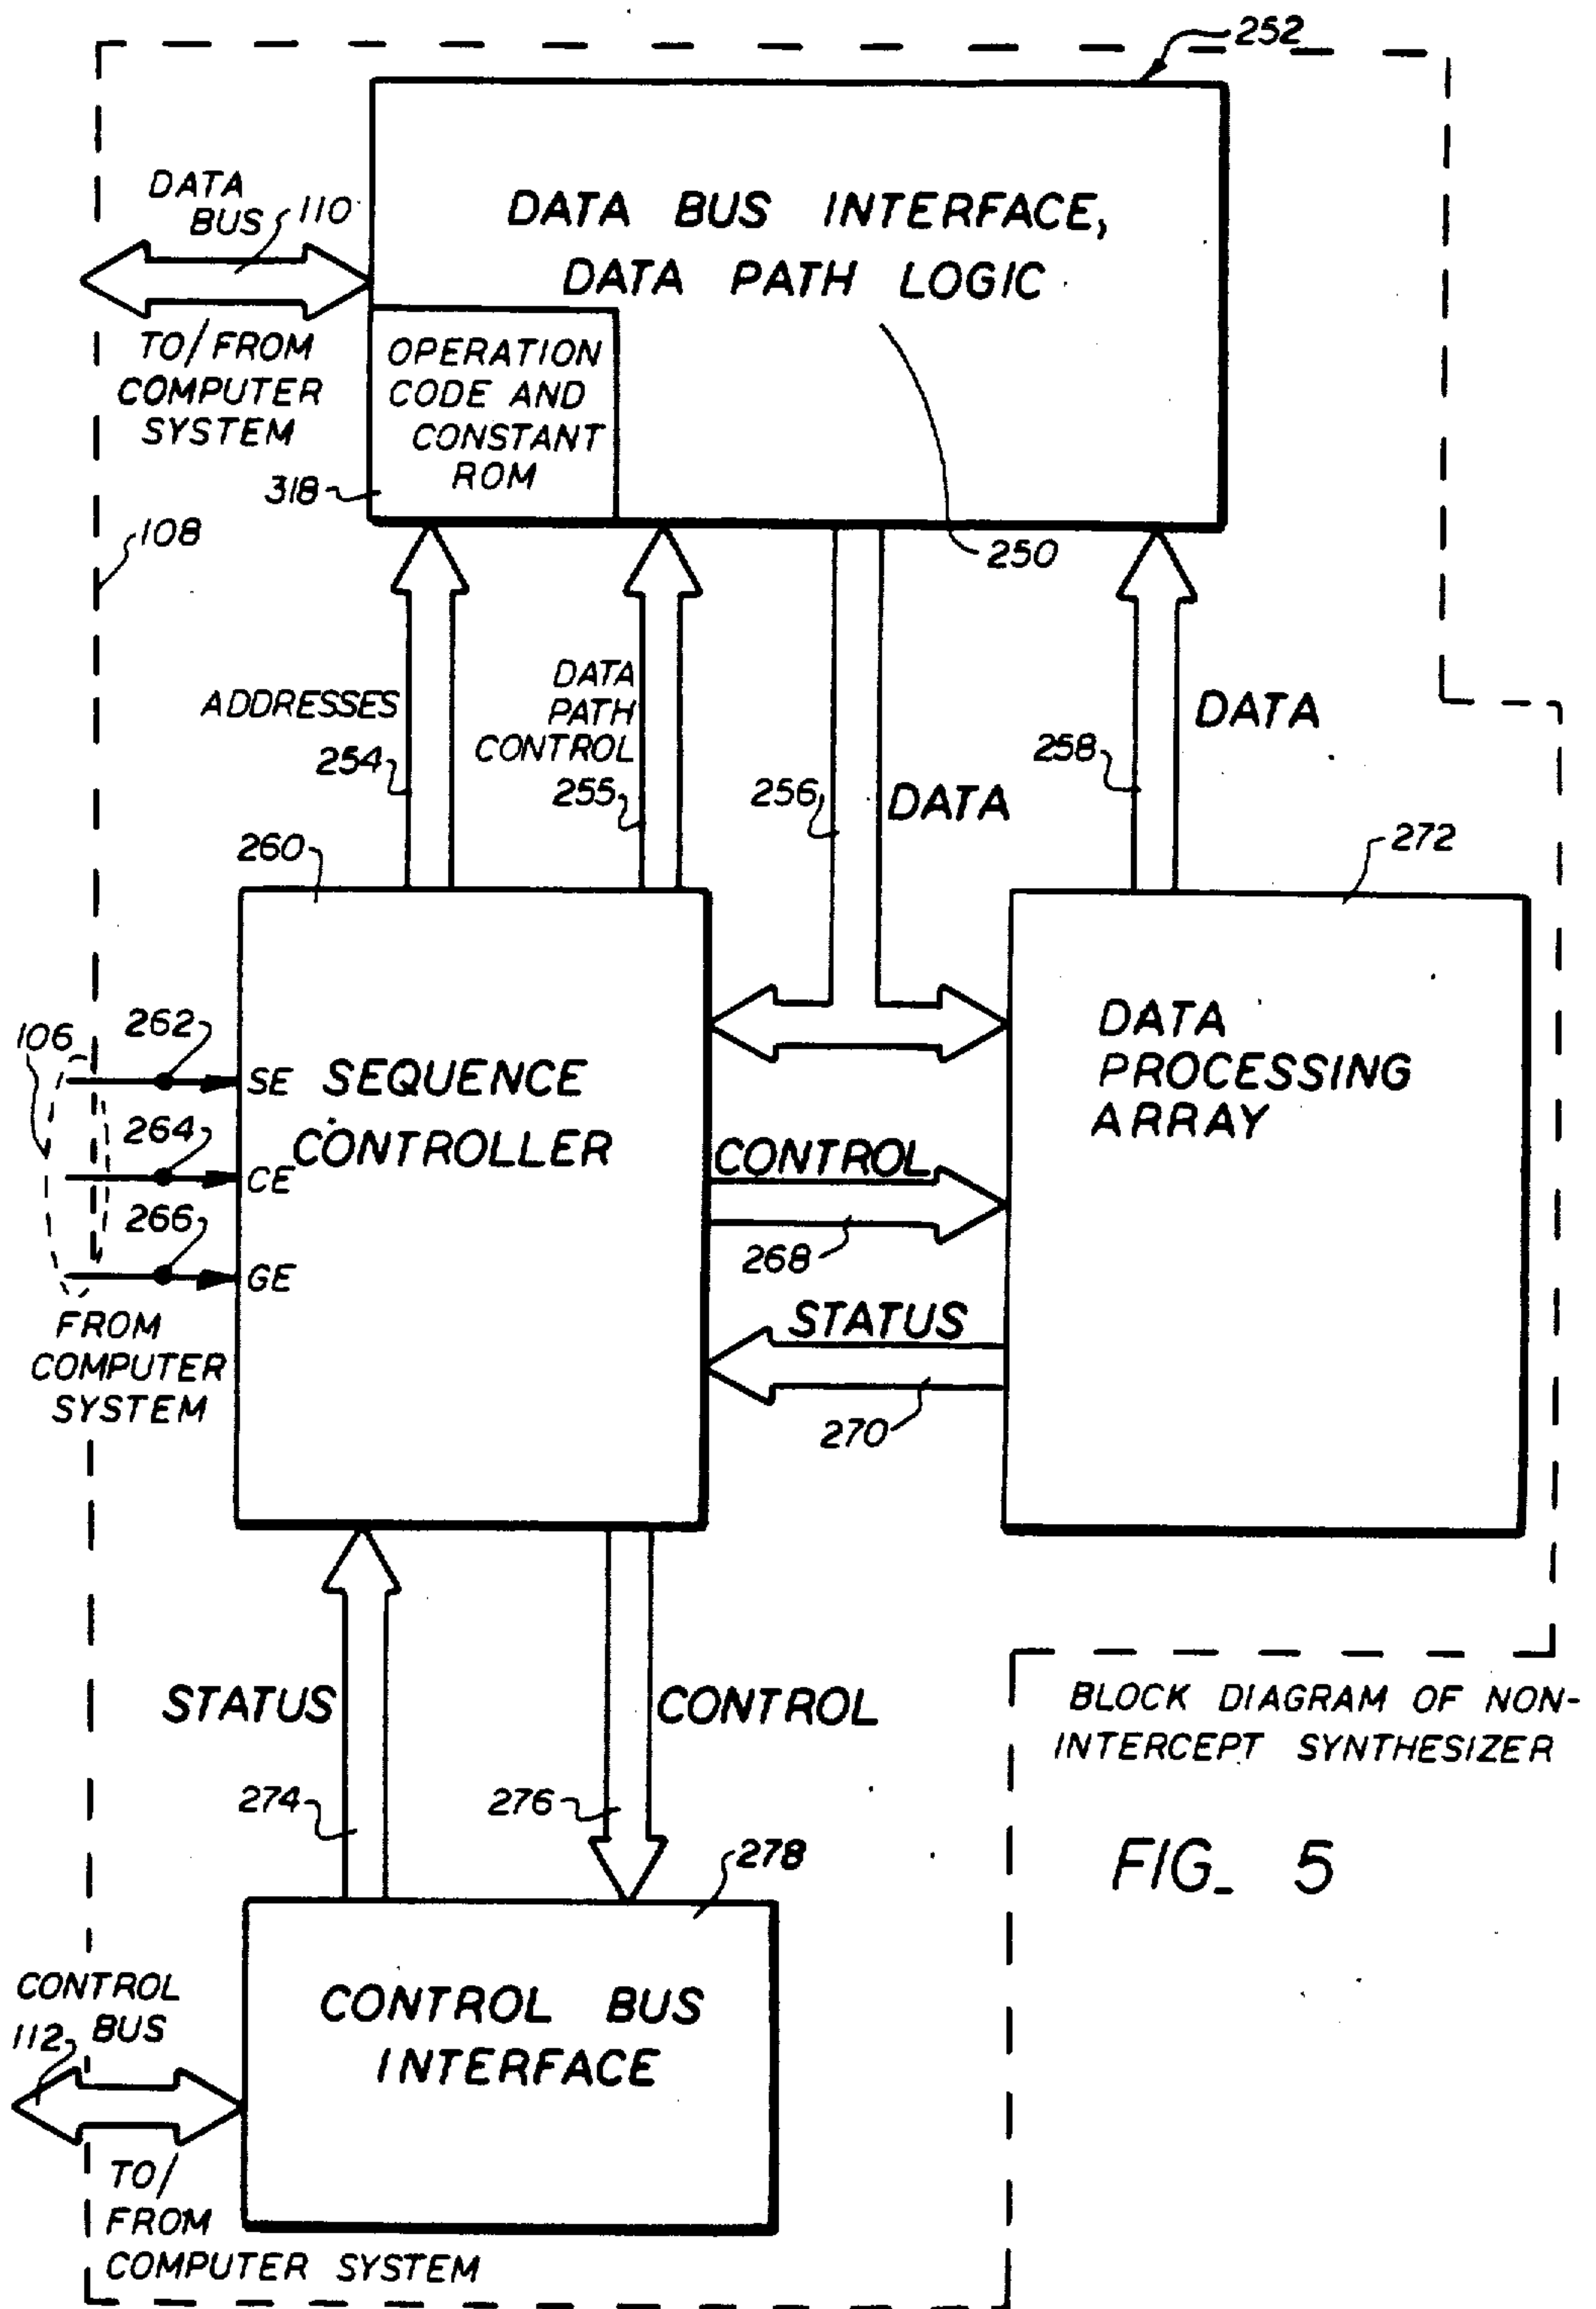 252
DATA
BUS
110
DATA BUS INTERFACE,
DATA PATH LOGIC
TO/FROM
COMPUTER
SYSTEM
OPERATION
CODE AND
CONSTANT
ROM
318
108
250
ADDRESSES
254
DATA
PATH
CONTROL
255
256
DATA
258
DATA
260
272
106
262
SE
264
CE
266
GE
SEQUENCE
CONTROLLER
DATA
PROCESSING
ARRAY
CONTROL
268
STATUS
270
FROM
COMPUTER
SYSTEM
STATUS
CONTROL
274
276
278
BLOCK DIAGRAM OF NON-
INTERCEPT SYNTHESIZER
FIG_ 5
CONTROL
BUS
112
CONTROL BUS
INTERFACE
TO/
FROM
COMPUTER SYSTEM